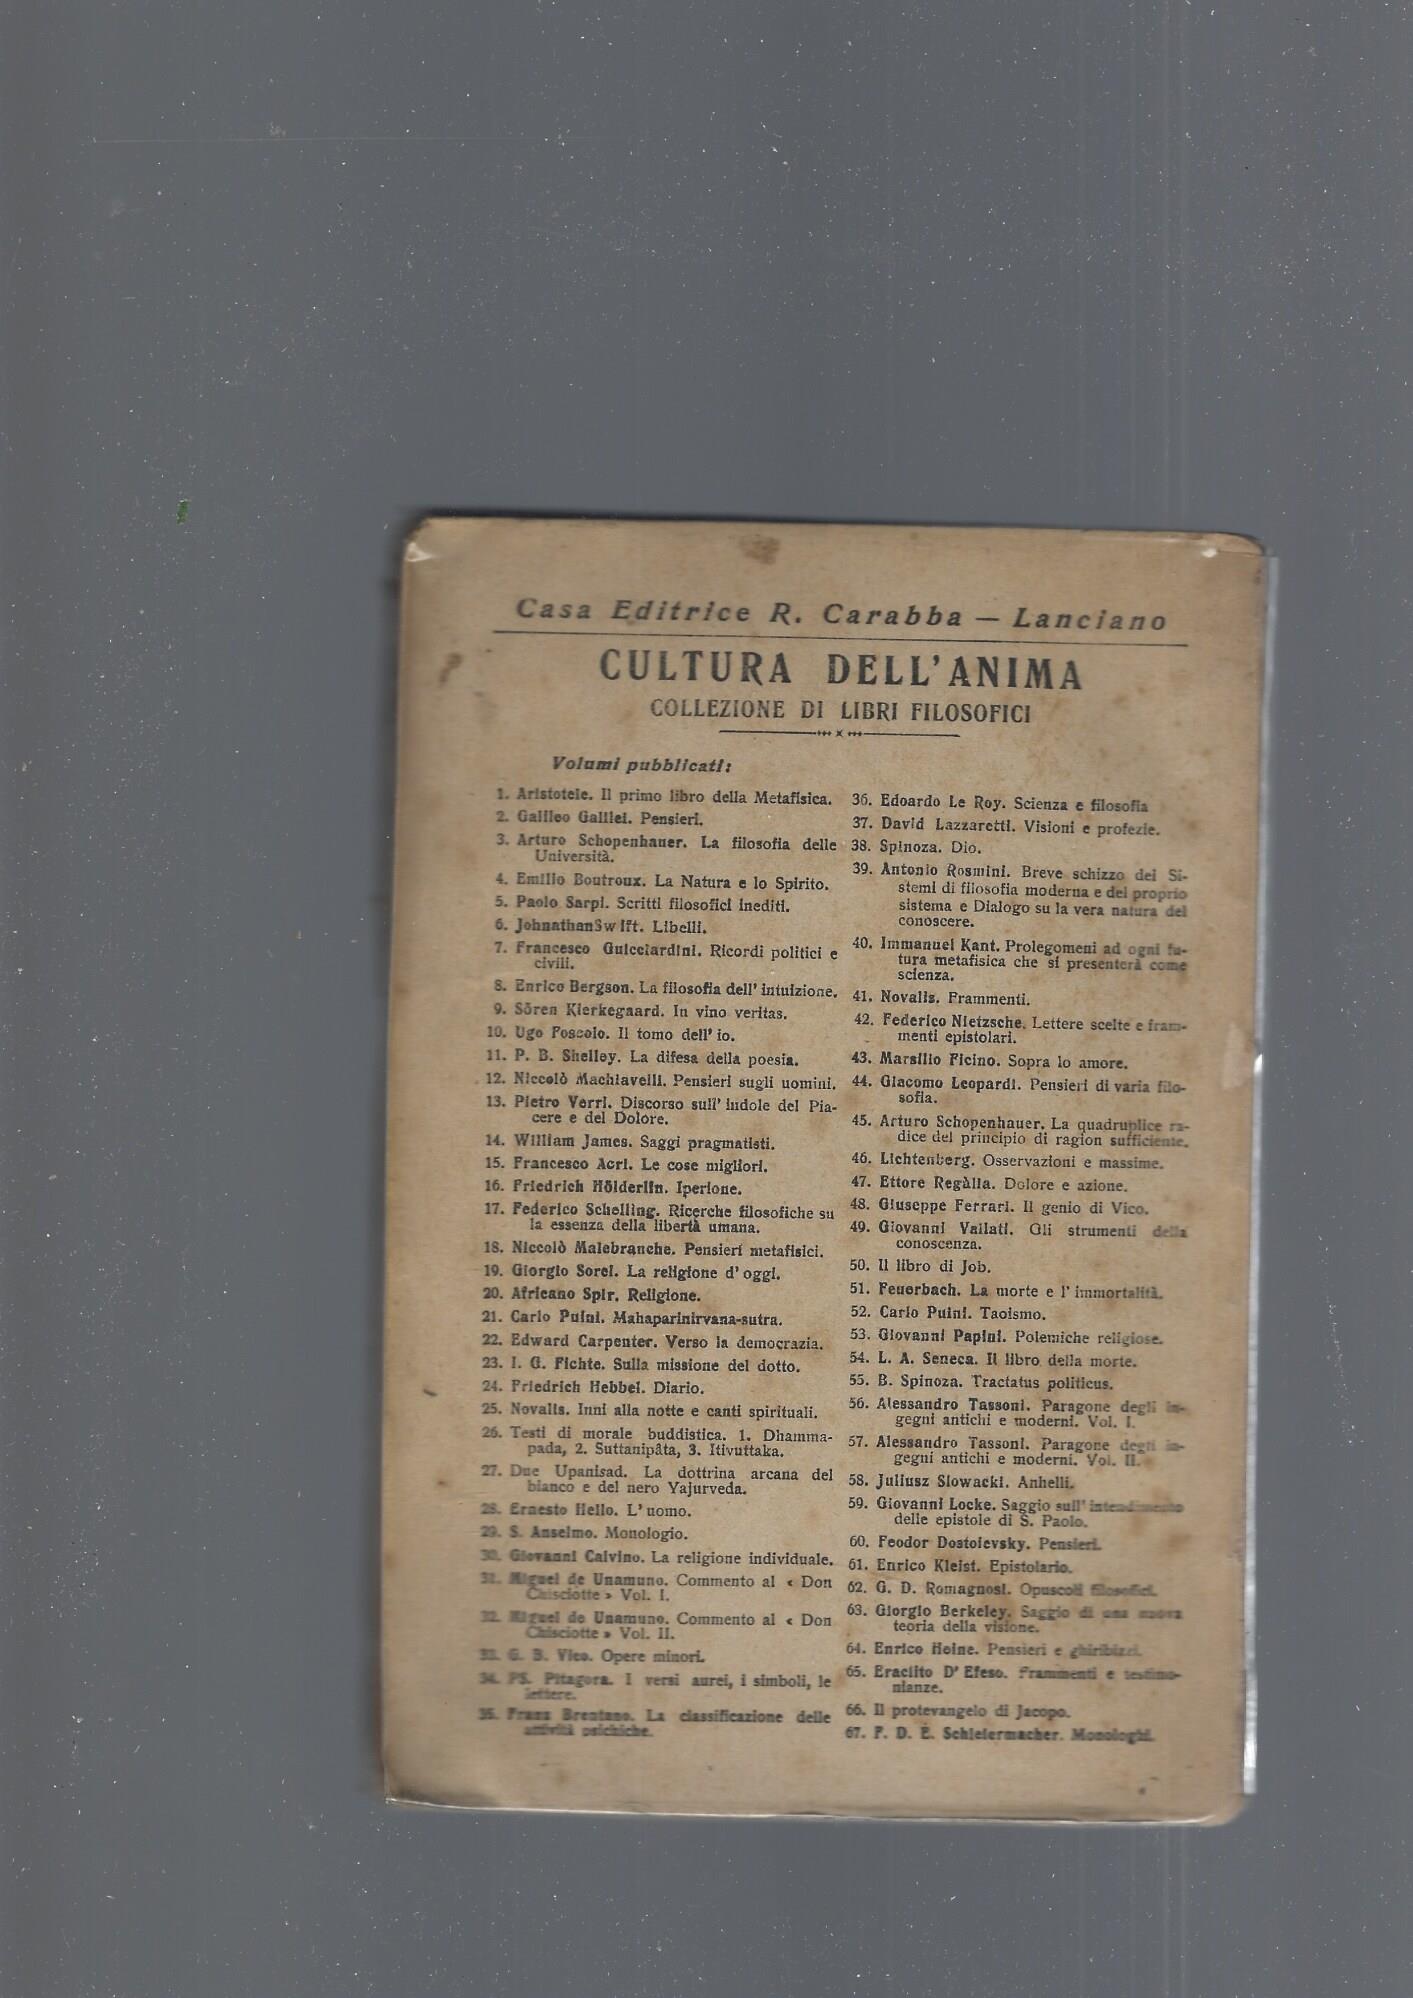 Casa Editrice R. Carabba — Lanciano
CULTURA DELL'ANIMA
COLLEZIONE DI LIBRI FILOSOFICI
Volumi pubblicati:
1. Aristotele. Il primo libro della Metafisica.
2. Galileo Galilei. Pensieri.
3. Arturo Schopenhauer. La filosofia delle
Università.
4. Emilio Boutroux. La Natura e lo Spirito.
5. Paolo Sarpi. Scritti filosofici inediti.
6. JohnathanSwift. Libelli.
7. Francesco Guicciardini. Ricordi politici e
civili.
8. Enrico Bergson. La filosofia dell' intuizione.
9. Sören Kierkegaard. In vino veritas.
10. Ugo Foscolo. Il tomo dell' io.
11. P. B. Shelley. La difesa della poesia.
12. Niccolò Machiavelli. Pensieri sugli uomini.
13. Pietro Verri. Discorso sull' indole del Pia-
cere e del Dolore.
14. William James. Saggi pragmatisti.
15. Francesco Acri. Le cose migliori.
16. Friedrich Hölderlin. Iperione.
17. Federico Schelling. Ricerche filosofiche su
la essenza della libertà umana.
18. Niccolò Malebranche. Pensieri metafisici.
19. Giorgio Sorel. La religione d' oggi.
20. Africano Spir. Religione.
21. Carlo Puini. Mahaparinirvana-sutra.
22. Edward Carpenter. Verso la democrazia.
23. I. G. Fichte. Sulla missione del dotto.
24. Friedrich Hebbel. Diario.
25. Novalis. Inni alla notte e canti spirituali.
26. Testi di morale buddistica. 1. Dhamma-
pada, 2. Suttanipâta, 3. Itivuttaka.
27. Due Upanisad. La dottrina arcana del
bianco e del nero Yajurveda.
28. Ernesto Hello. L' uomo.
29. S. Anselmo. Monologio.
30. Giovanni Calvino. La religione individuale.
31. Miguel de Unamuno. Commento al « Don
Chisciotte » Vol. I.
32. Miguel de Unamuno. Commento al « Don
Chisciotte » Vol. II.
33. G. B. Vico. Opere minori.
34. PS. Pitagora. I versi aurei, i simboli, le
lettere.
35. Franz Brentano. La classificazione delle
attività psichiche.
36. Edoardo Le Roy. Scienza e filosofia
37. David Lazzaretti. Visioni e profezie.
38. Spinoza. Dio.
39. Antonio Rosmini. Breve schizzo dei Si-
stemi di filosofia moderna e del proprio
sistema e Dialogo su la vera natura del
conoscere.
40. Immanuel Kant. Prolegomeni ad ogni fu-
tura metafisica che si presenterà come
scienza.
41. Novalis. Frammenti.
42. Federico Nietzsche. Lettere scelte e fram-
menti epistolari.
43. Marsilio Ficino. Sopra lo amore.
44. Giacomo Leopardi. Pensieri di varia filo-
sofia.
45. Arturo Schopenhauer. La quadruplice ra-
dice del principio di ragion sufficiente.
46. Lichtenberg. Osservazioni e massime.
47. Ettore Regàlia. Dolore e azione.
48. Giuseppe Ferrari. Il genio di Vico.
49. Giovanni Vailati. Gli strumenti della
conoscenza.
50. Il libro di Job.
51. Feuerbach. La morte e l' immortalità.
52. Carlo Puini. Taoismo.
53. Giovanni Papini. Polemiche religiose.
54. L. A. Seneca. Il libro della morte.
55. B. Spinoza. Tractatus politicus.
56. Alessandro Tassoni. Paragone degli in-
gegni antichi e moderni. Vol. I.
57. Alessandro Tassoni. Paragone degli in-
gegni antichi e moderni. Vol. II.
58. Juliusz Slowacki. Anhelli.
59. Giovanni Locke. Saggio sull' intendimento
delle epistole di S. Paolo.
60. Feodor Dostoievsky. Pensieri.
61. Enrico Kleist. Epistolario.
62. G. D. Romagnosi. Opuscoli filosofici.
63. Giorgio Berkeley. Saggio di una nuova
teoria della visione.
64. Enrico Heine. Pensieri e ghiribizzi.
65. Eraclito D' Efeso. Frammenti e testimo-
nianze.
66. Il protevangelo di Jacopo.
67. F. D. E. Schleiermacher. Monologhi.